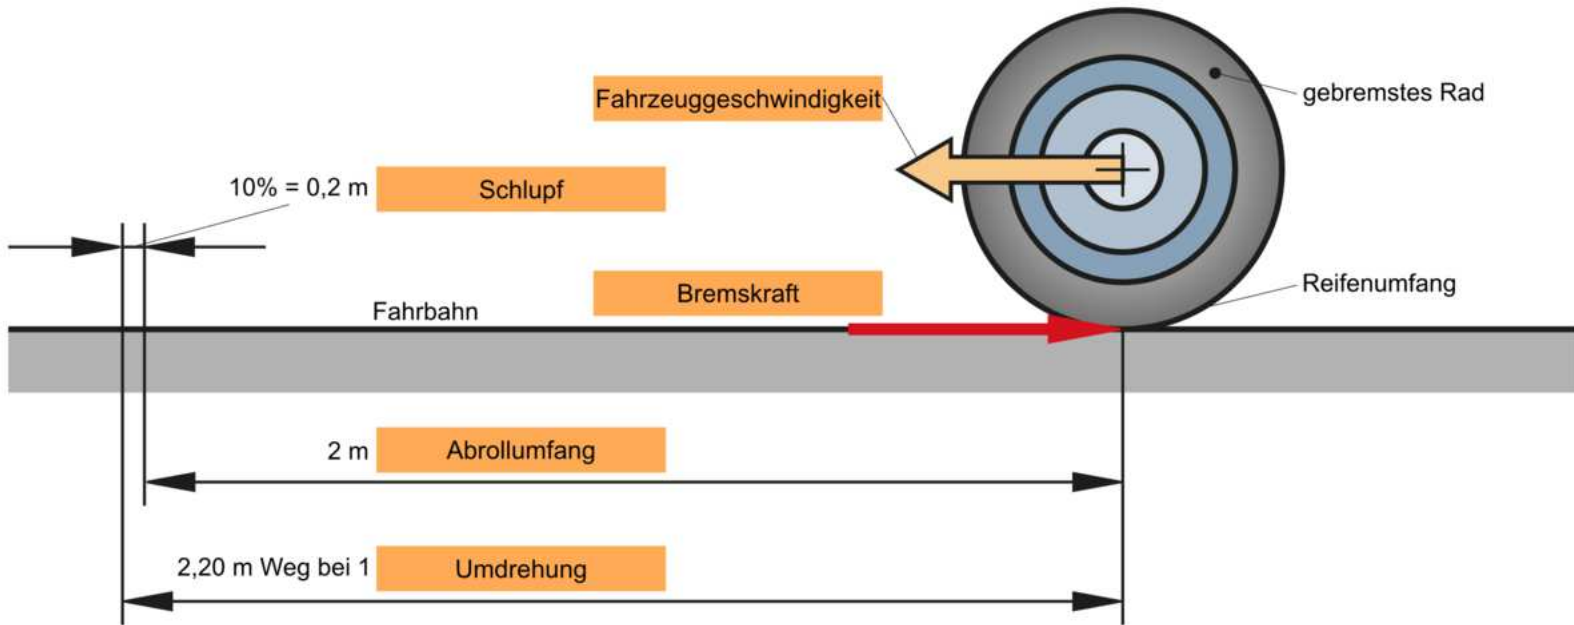 Fahrzeuggeschwindigkeit
gebremstes Rad
10% = 0,2 m Schlupf
Bremskraft
Reifenumfang
Fahrbahn
2 m Abrollumfang
2,20 m Weg bei 1 Umdrehung